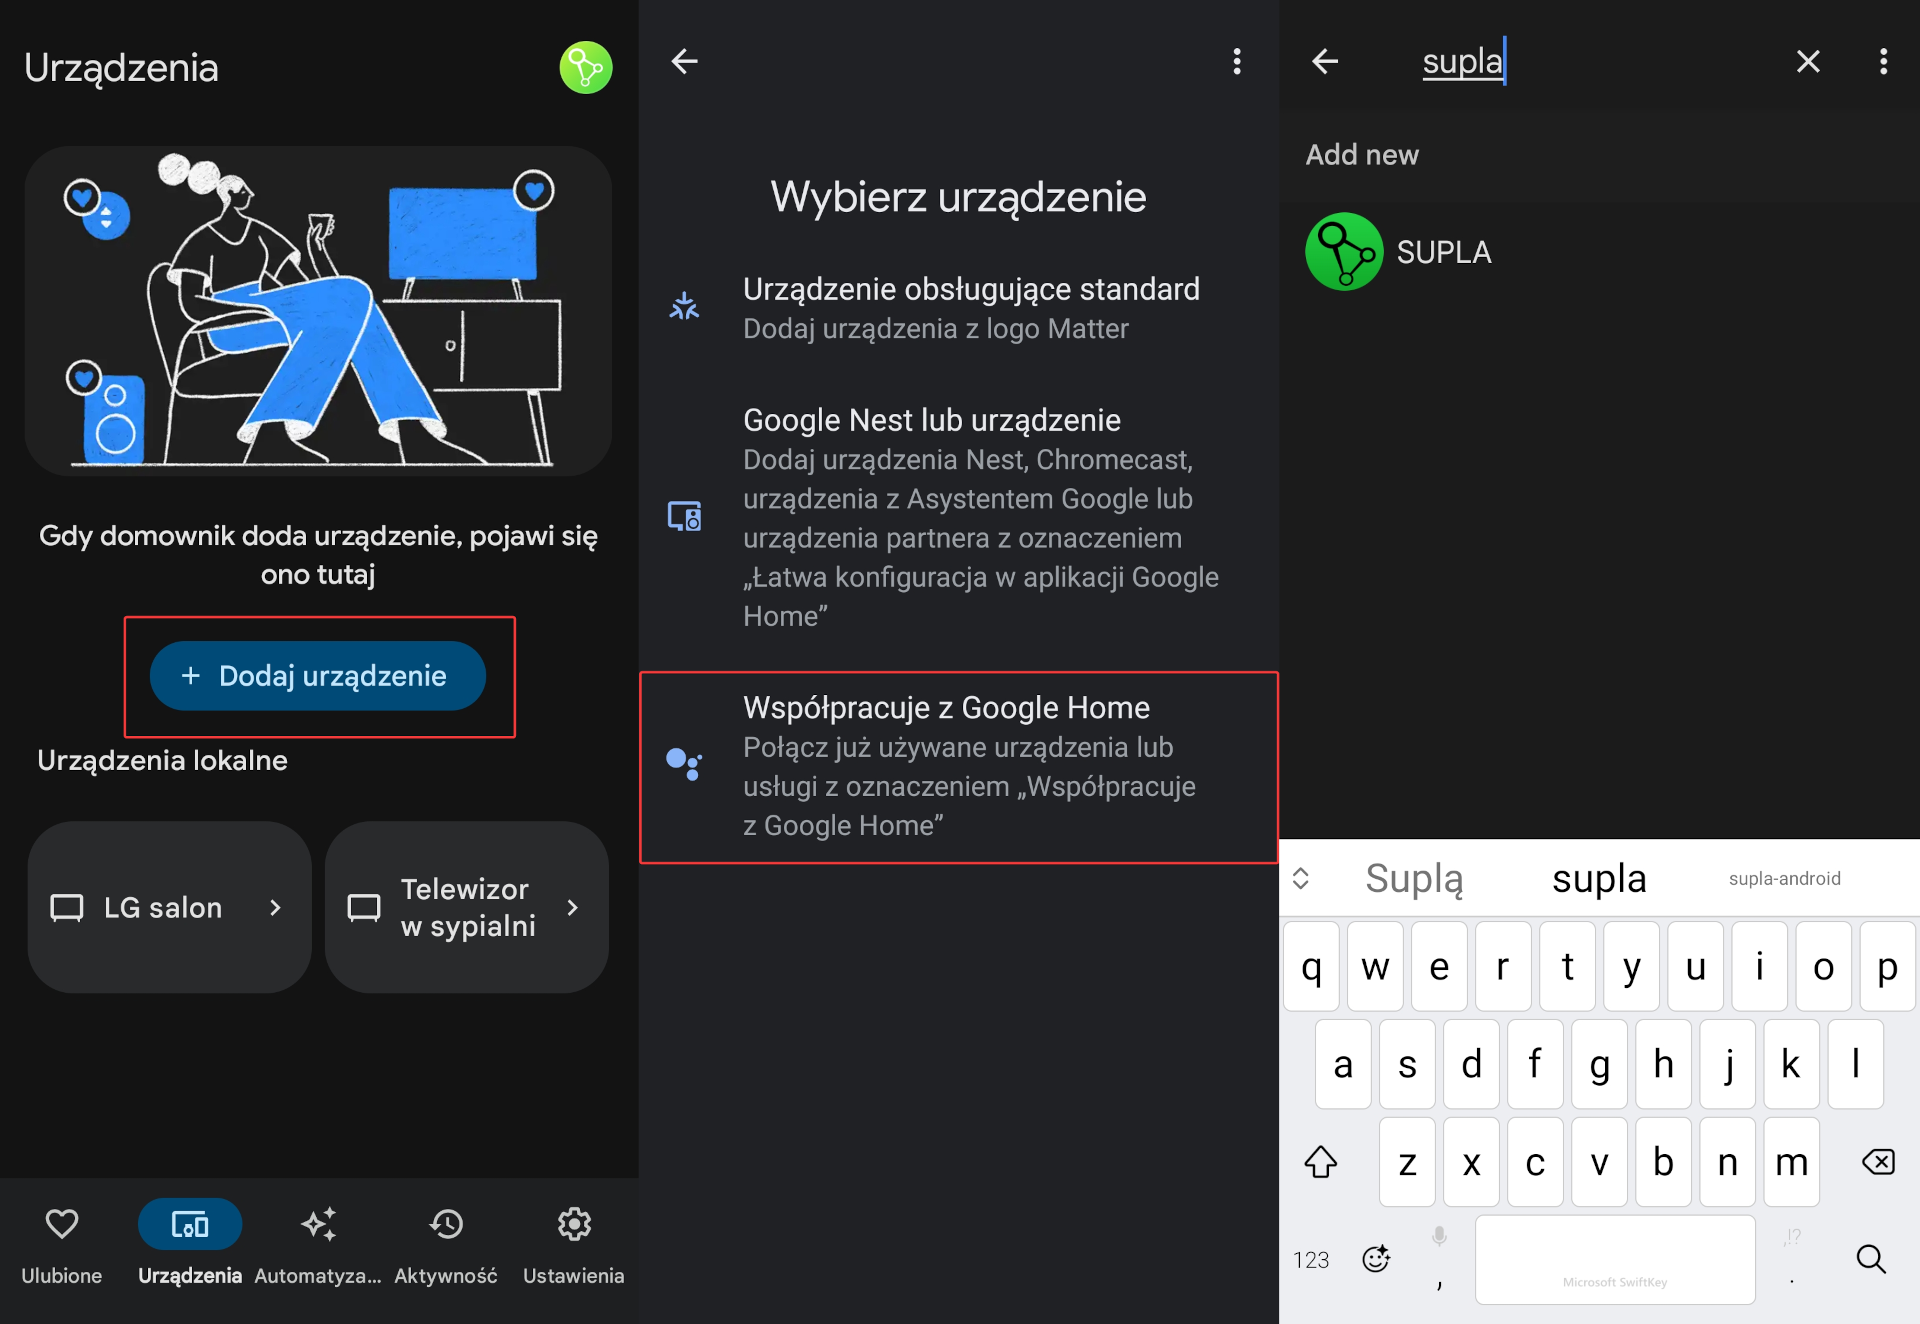 Urządzenia
Gdy domownik doda urządzenie, pojawi się
ono tutaj
+ Dodaj urządzenie
Urządzenia lokalne
LG salon
Telewizor
w sypialni
Ulubione
Urządzenia
Automatyza...
Aktywność
Ustawienia
Wybierz urządzenie
Urządzenie obsługujące standard
Dodaj urządzenia z logo Matter
Google Nest lub urządzenie
Dodaj urządzenia Nest, Chromecast,
urządzenia z Asystentem Google lub
urządzenia partnera z oznaczeniem
„Łatwa konfiguracja w aplikacji Google
Home”
Współpracuje z Google Home
Połącz już używane urządzenia lub
usługi z oznaczeniem „Współpracuje
z Google Home”
supla
Add new
SUPLA
Suplą supla supla-android
q w e r t y u i o p
a s d f g h j k l
z x c v b n m
123 , Microsoft SwiftKey ,!? .